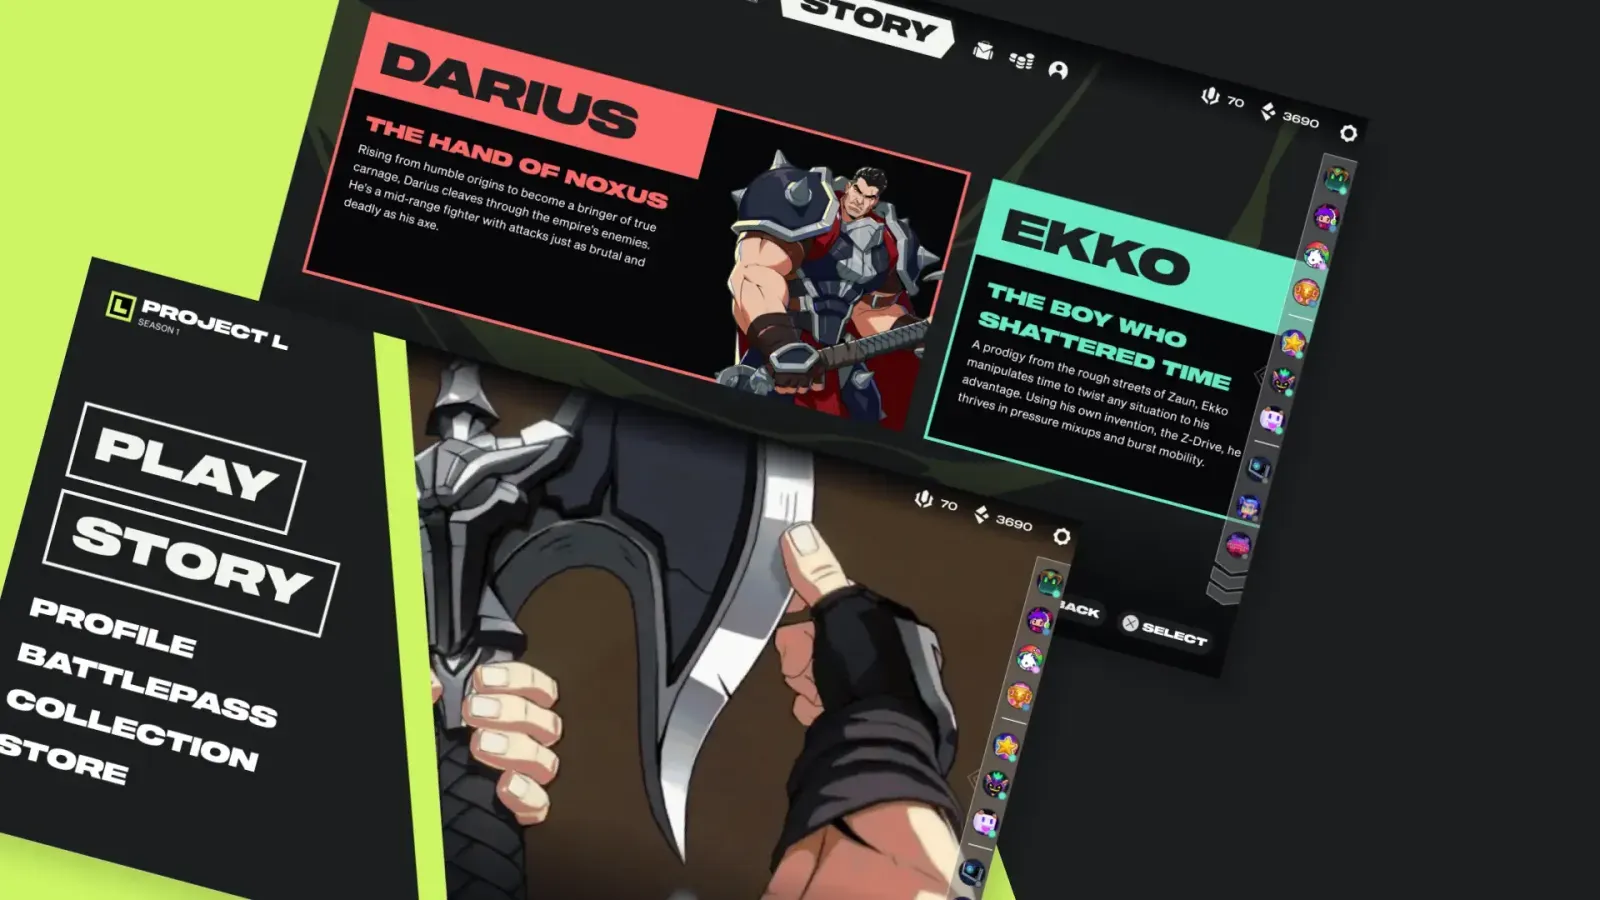 STORY
70
3690
DARIUS
THE HAND OF NOXUS
Rising from humble origins to become a bringer of true
carnage, Darius cleaves through the empire's enemies.
He's a mid-range fighter with attacks just as brutal and
deadly as his axe.
EKKO
THE BOY WHO
SHATTERED TIME
A prodigy from the rough streets of Zaun, Ekko
manipulates time to twist any situation to his
advantage. Using his own invention, the Z-Drive, he
thrives in pressure mixups and burst mobility.
SELECT
L PROJECT L
SEASON 1
PLAY
STORY
PROFILE
BATTLEPASS
COLLECTION
STORE
70
3690